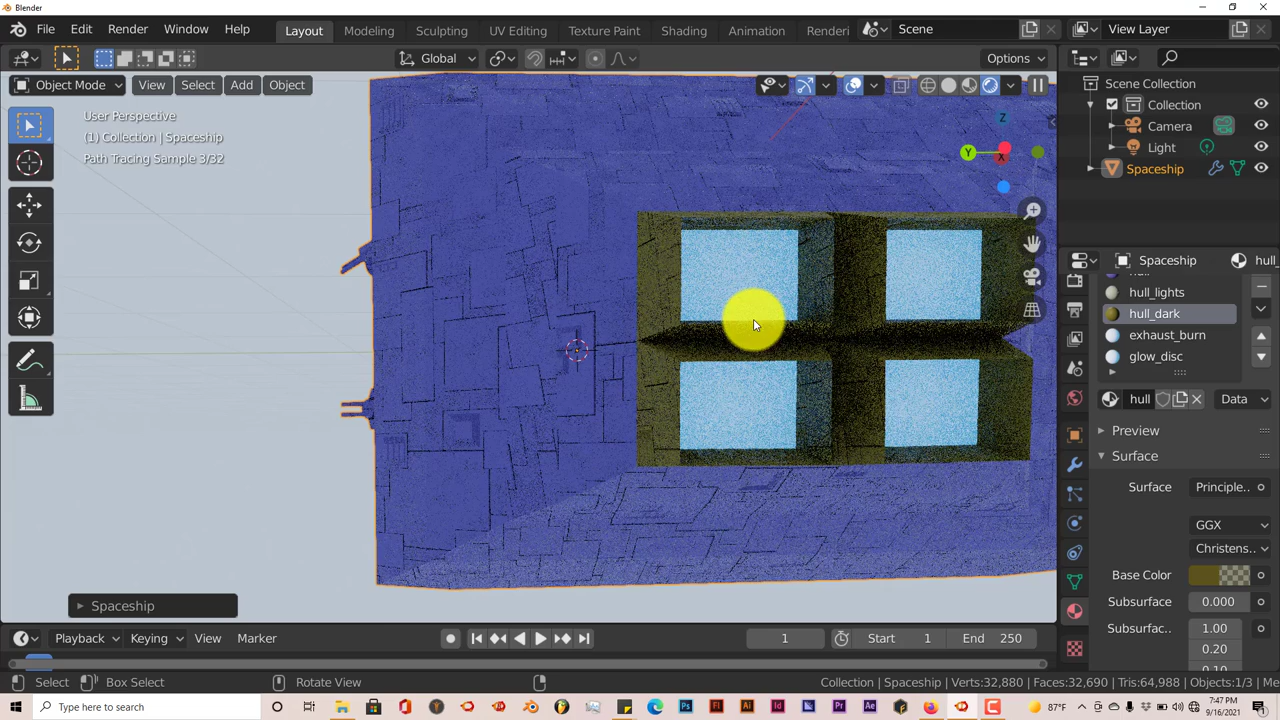 Blender
File Edit Render Window Help Layout Modeling Sculpting UV Editing Texture Paint Shading Animation Renderi Scene View Layer
Global Options
Object Mode View Select Add Object
User Perspective
(1) Collection | Spaceship
Path Tracing Sample 3/32
Z
Y
X
Scene Collection
Collection
Camera
Light
Spaceship
Spaceship hull_
hull_lights
hull_dark
exhaust_burn
glow_disc
hull Data
Preview
Surface
Surface Principle..
GGX
Christens..
Base Color
Subsurface 0.000
Subsurfac.. 1.00
0.20
Spaceship
Playback Keying View Marker 1 Start 1 End 250
Select Box Select Rotate View Collection | Spaceship | Verts:32,880 | Faces:32,690 | Tris:64,988 | Objects:1/3 | Me
Type here to search 87°F 7:47 PM
9/16/2021